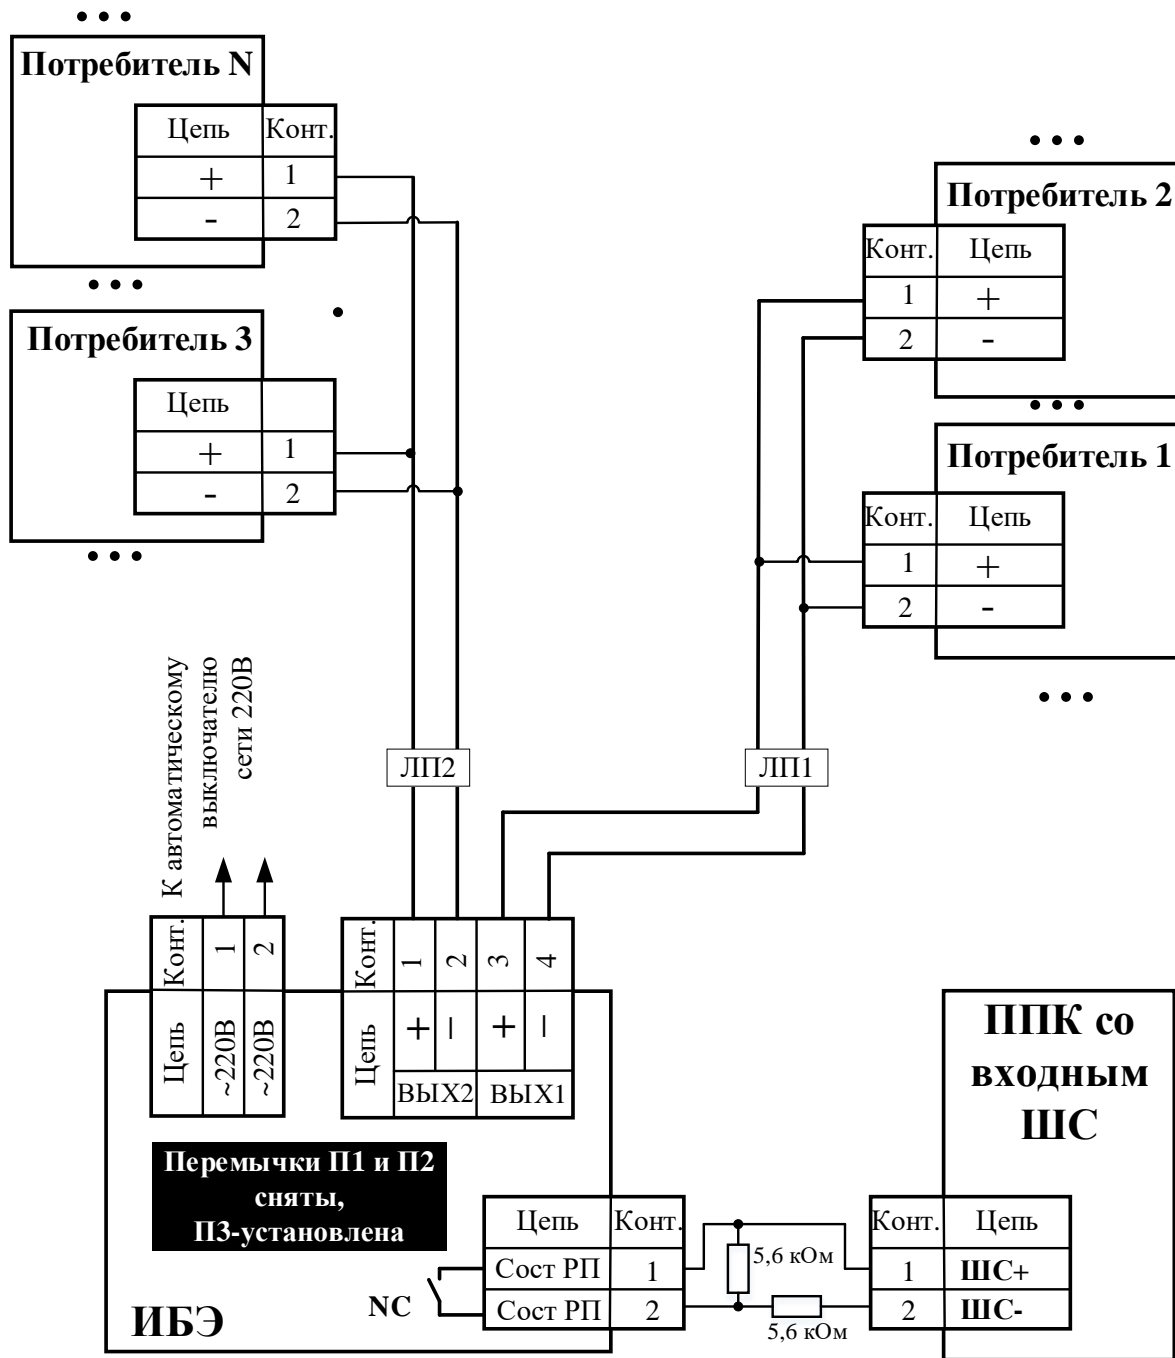 Потребитель N
Цепь Конт.
+ 1
- 2
Потребитель 3
Цепь
+ 1
- 2
Потребитель 2
Конт. Цепь
1 +
2 -
Потребитель 1
Конт. Цепь
1 +
2 -
К автоматическому
выключателю
сети 220В
ЛП2
ЛП1
Конт. 1 2
Цепь ~220В ~220В
Конт. 1 2 3 4
Цепь + – + –
ВЫХ2 ВЫХ1
Перемычки П1 и П2
сняты,
П3-установлена
NC
ИБЭ
Цепь Конт.
Сост РП 1
Сост РП 2
5,6 кОм
5,6 кОм
ППК со
входным
ШС
Конт. Цепь
1 ШС+
2 ШС-